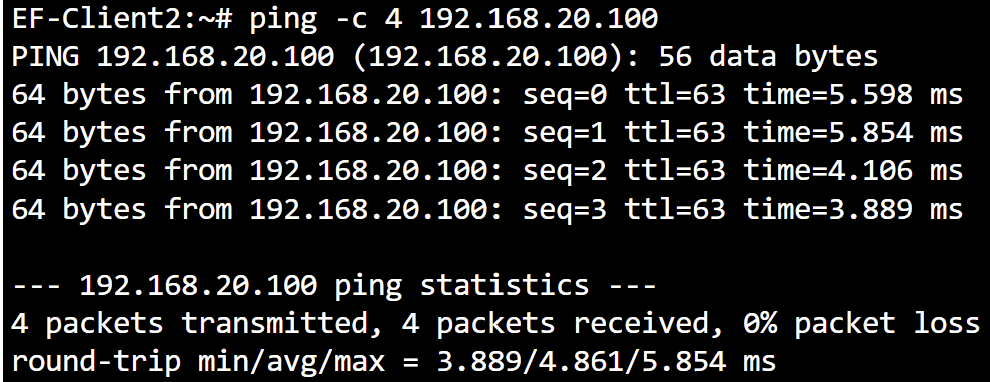 EF-Client2:~# ping -c 4 192.168.20.100
PING 192.168.20.100 (192.168.20.100): 56 data bytes
64 bytes from 192.168.20.100: seq=0 ttl=63 time=5.598 ms
64 bytes from 192.168.20.100: seq=1 ttl=63 time=5.854 ms
64 bytes from 192.168.20.100: seq=2 ttl=63 time=4.106 ms
64 bytes from 192.168.20.100: seq=3 ttl=63 time=3.889 ms

--- 192.168.20.100 ping statistics ---
4 packets transmitted, 4 packets received, 0% packet loss
round-trip min/avg/max = 3.889/4.861/5.854 ms